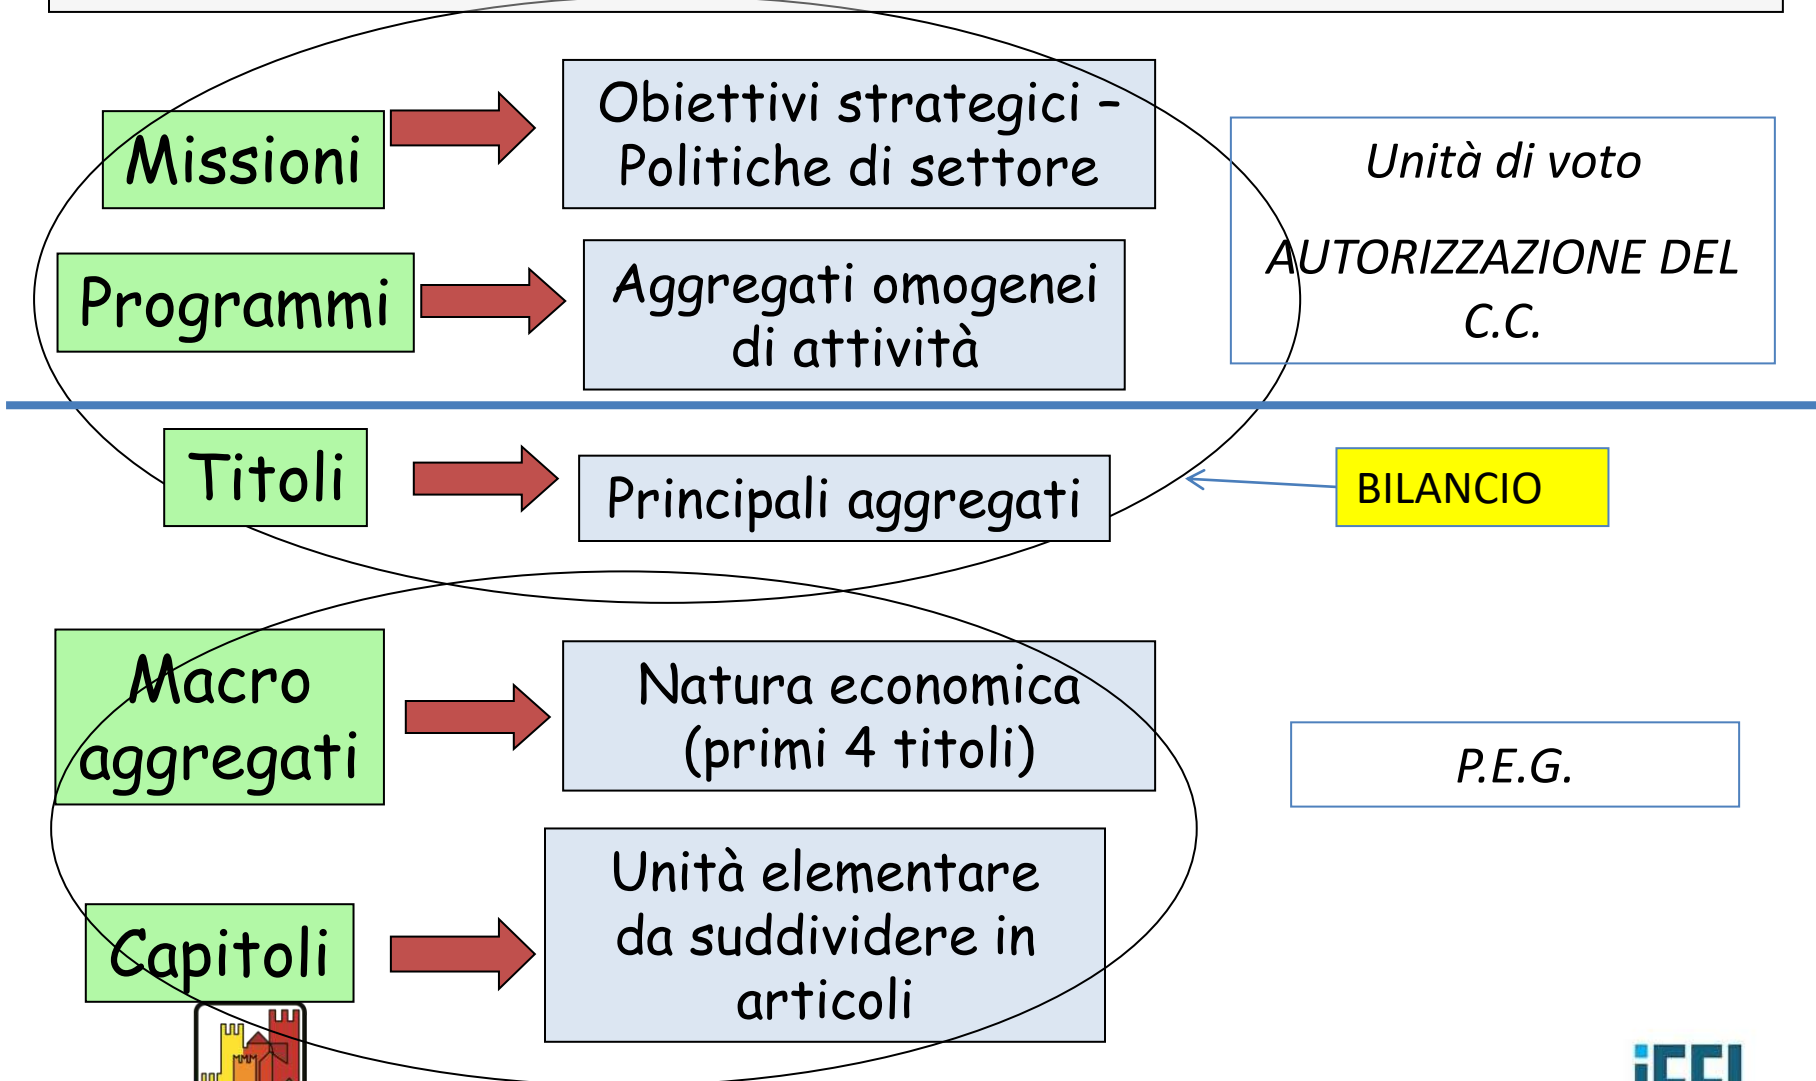 Missioni
Obiettivi strategici –
Politiche di settore
Unità di voto
AUTORIZZAZIONE DEL
C.C.
Programmi
Aggregati omogenei
di attività
Titoli
Principali aggregati
BILANCIO
Macro
aggregati
Natura economica
(primi 4 titoli)
P.E.G.
Capitoli
Unità elementare
da suddividere in
articoli